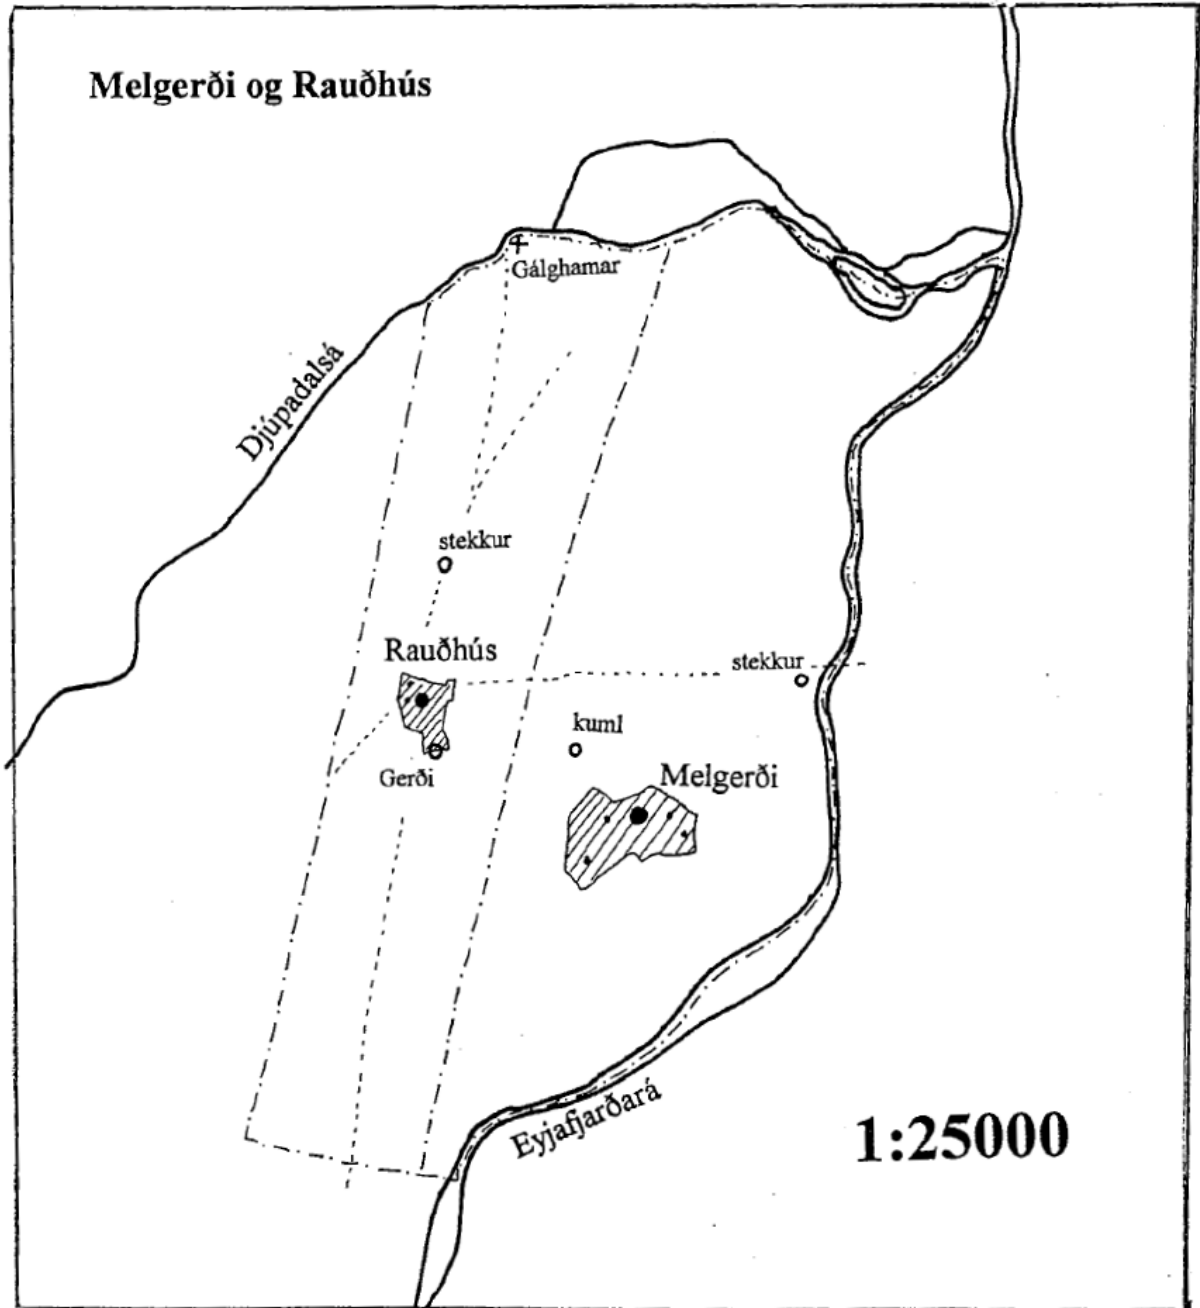 Melgerði og Rauðhús
Gálghamar
Djúpadalsá
stekkur
Rauðhús
stekkur
kuml
Gerði
Melgerði
Eyjafjarðará
1:25000